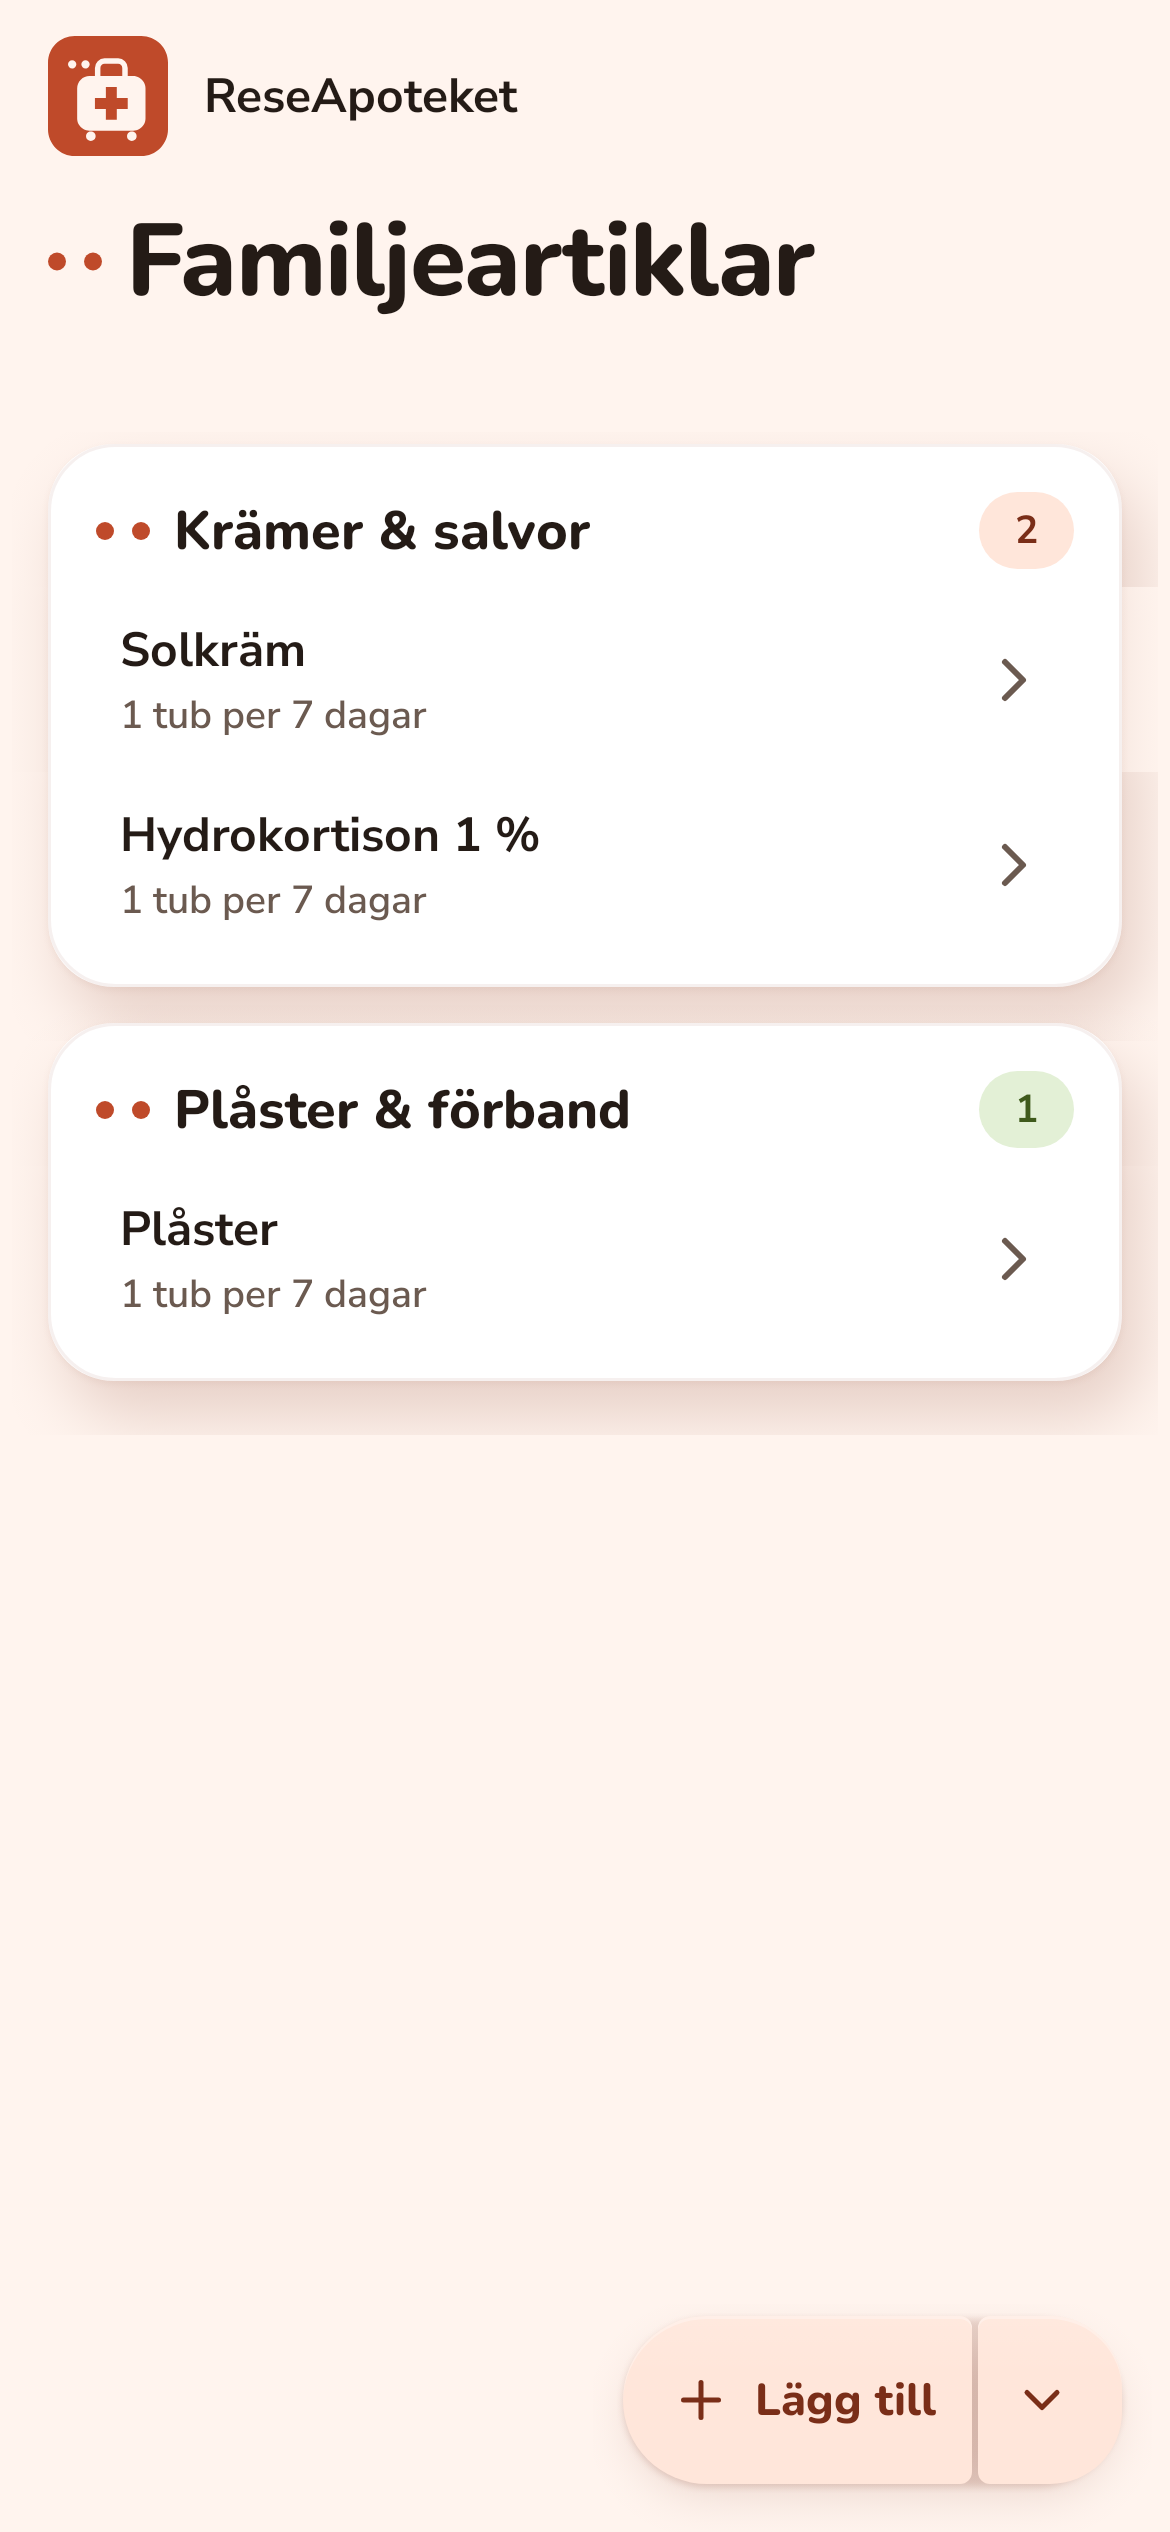 ReseApoteket
Familjeartiklar
Krämer & salvor
2
Solkräm
1 tub per 7 dagar
Hydrokortison 1 %
1 tub per 7 dagar
Plåster & förband
1
Plåster
1 tub per 7 dagar
Lägg till